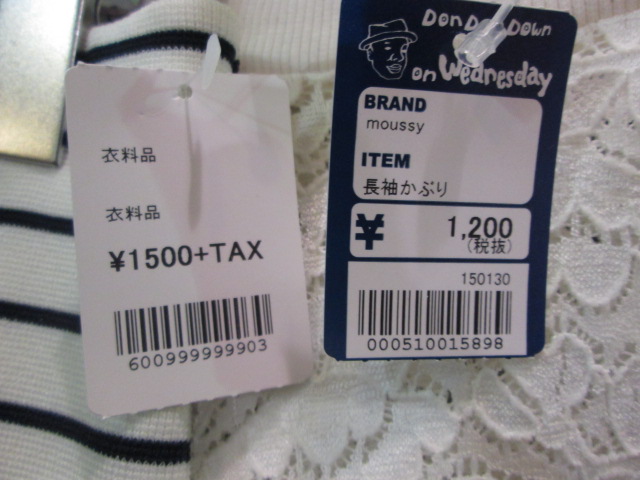 衣料品
衣料品
¥1500+TAX
600999999903
Don Don Down
on Wednesday
BRAND
moussy
ITEM
長袖かぶり
¥ 1,200
(税抜)
150130
000510015898